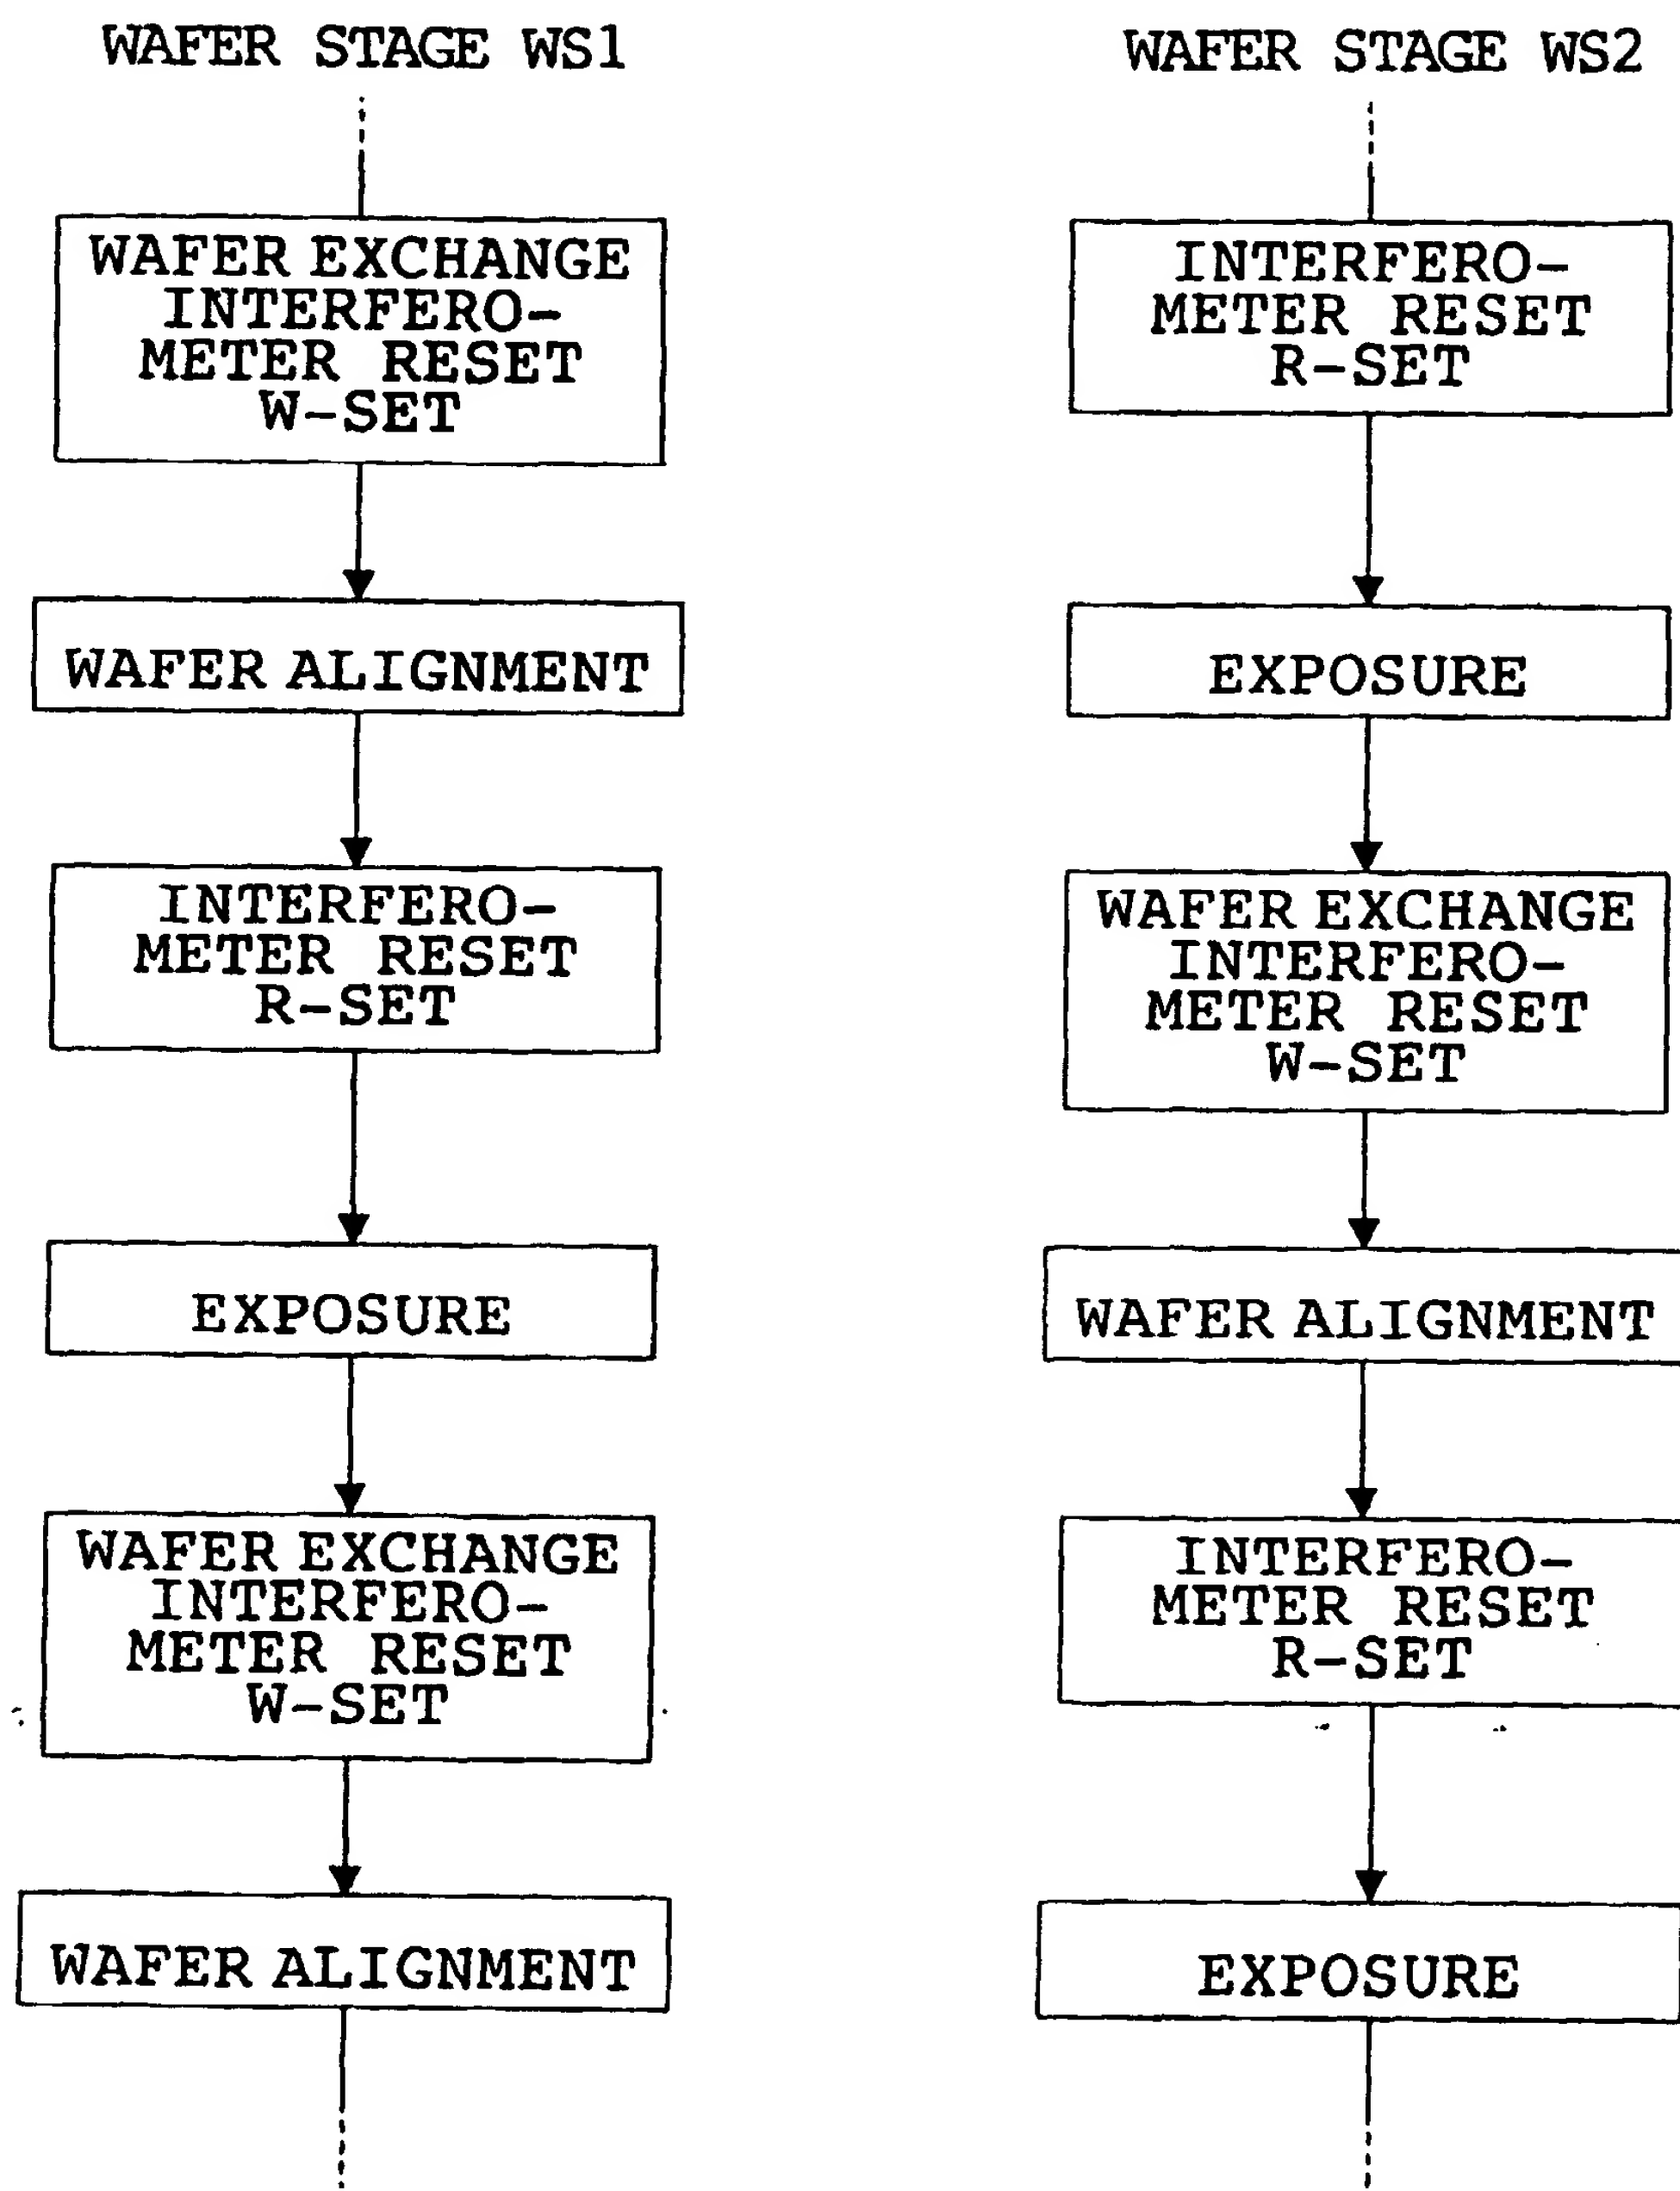 WAFER STAGE WS1
WAFER EXCHANGE
INTERFERO-
METER RESET
W-SET
WAFER ALIGNMENT
INTERFERO-
METER RESET
R-SET
EXPOSURE
WAFER EXCHANGE
INTERFERO-
METER RESET
W-SET
WAFER ALIGNMENT
WAFER STAGE WS2
INTERFERO-
METER RESET
R-SET
EXPOSURE
WAFER EXCHANGE
INTERFERO-
METER RESET
W-SET
WAFER ALIGNMENT
INTERFERO-
METER RESET
R-SET
EXPOSURE